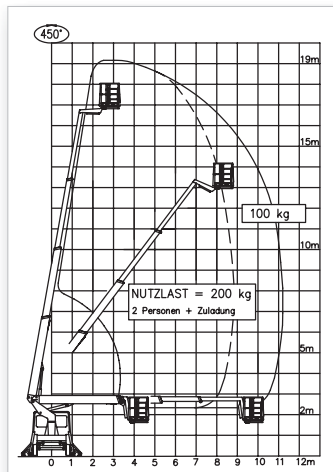 450°
19m
15m
100 kg
10m
NUTZLAST = 200 kg
2 Personen + Zuladung
5m
2m
0 1 2 3 4 5 6 7 8 9 10 11 12m